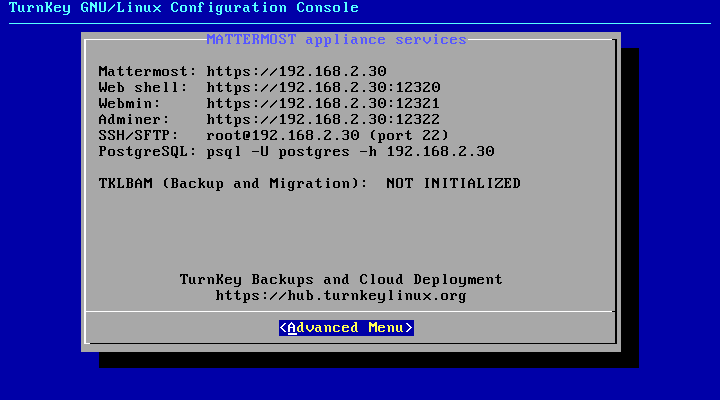 TurnKey GNU/Linux Configuration Console
MATTERMOST appliance services
Mattermost: https://192.168.2.30
Web shell:  https://192.168.2.30:12320
Webmin:     https://192.168.2.30:12321
Adminer:    https://192.168.2.30:12322
SSH/SFTP:   root@192.168.2.30 (port 22)
PostgreSQL: psql -U postgres -h 192.168.2.30
TKLBAM (Backup and Migration):  NOT INITIALIZED
TurnKey Backups and Cloud Deployment
https://hub.turnkeylinux.org
<Advanced Menu>